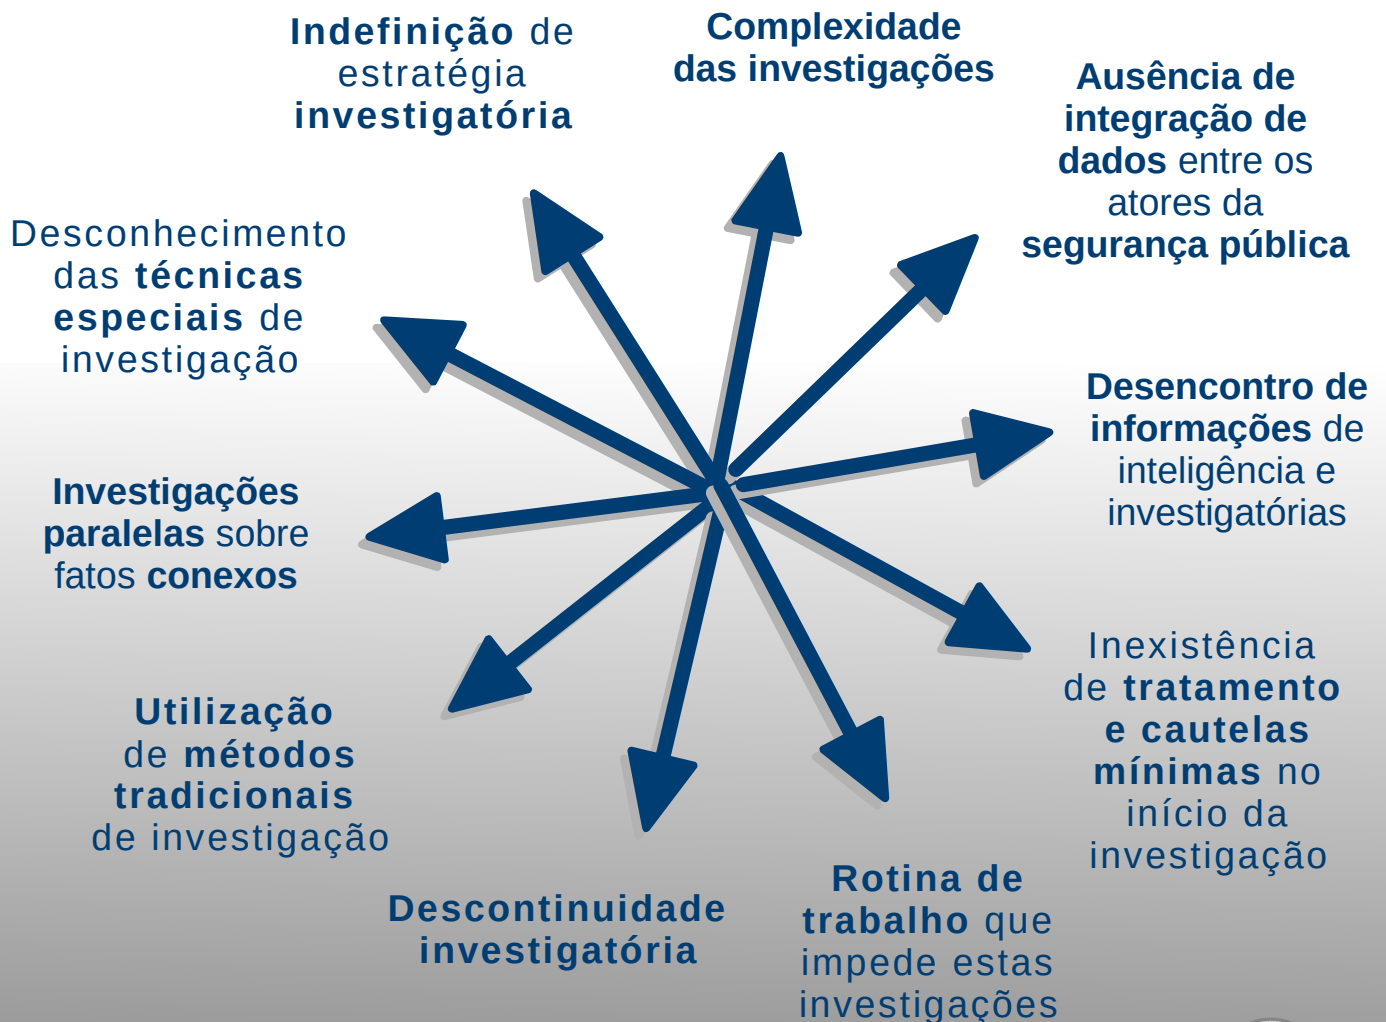 Indefinição de
estratégia
investigatória
Complexidade
das investigações
Ausência de
integração de
dados entre os
atores da
segurança pública
Desconhecimento
das técnicas
especiais de
investigação
Desencontro de
informações de
inteligência e
investigatórias
Investigações
paralelas sobre
fatos conexos
Inexistência
de tratamento
e cautelas
mínimas no
início da
investigação
Utilização
de métodos
tradicionais
de investigação
Descontinuidade
investigatória
Rotina de
trabalho que
impede estas
investigações